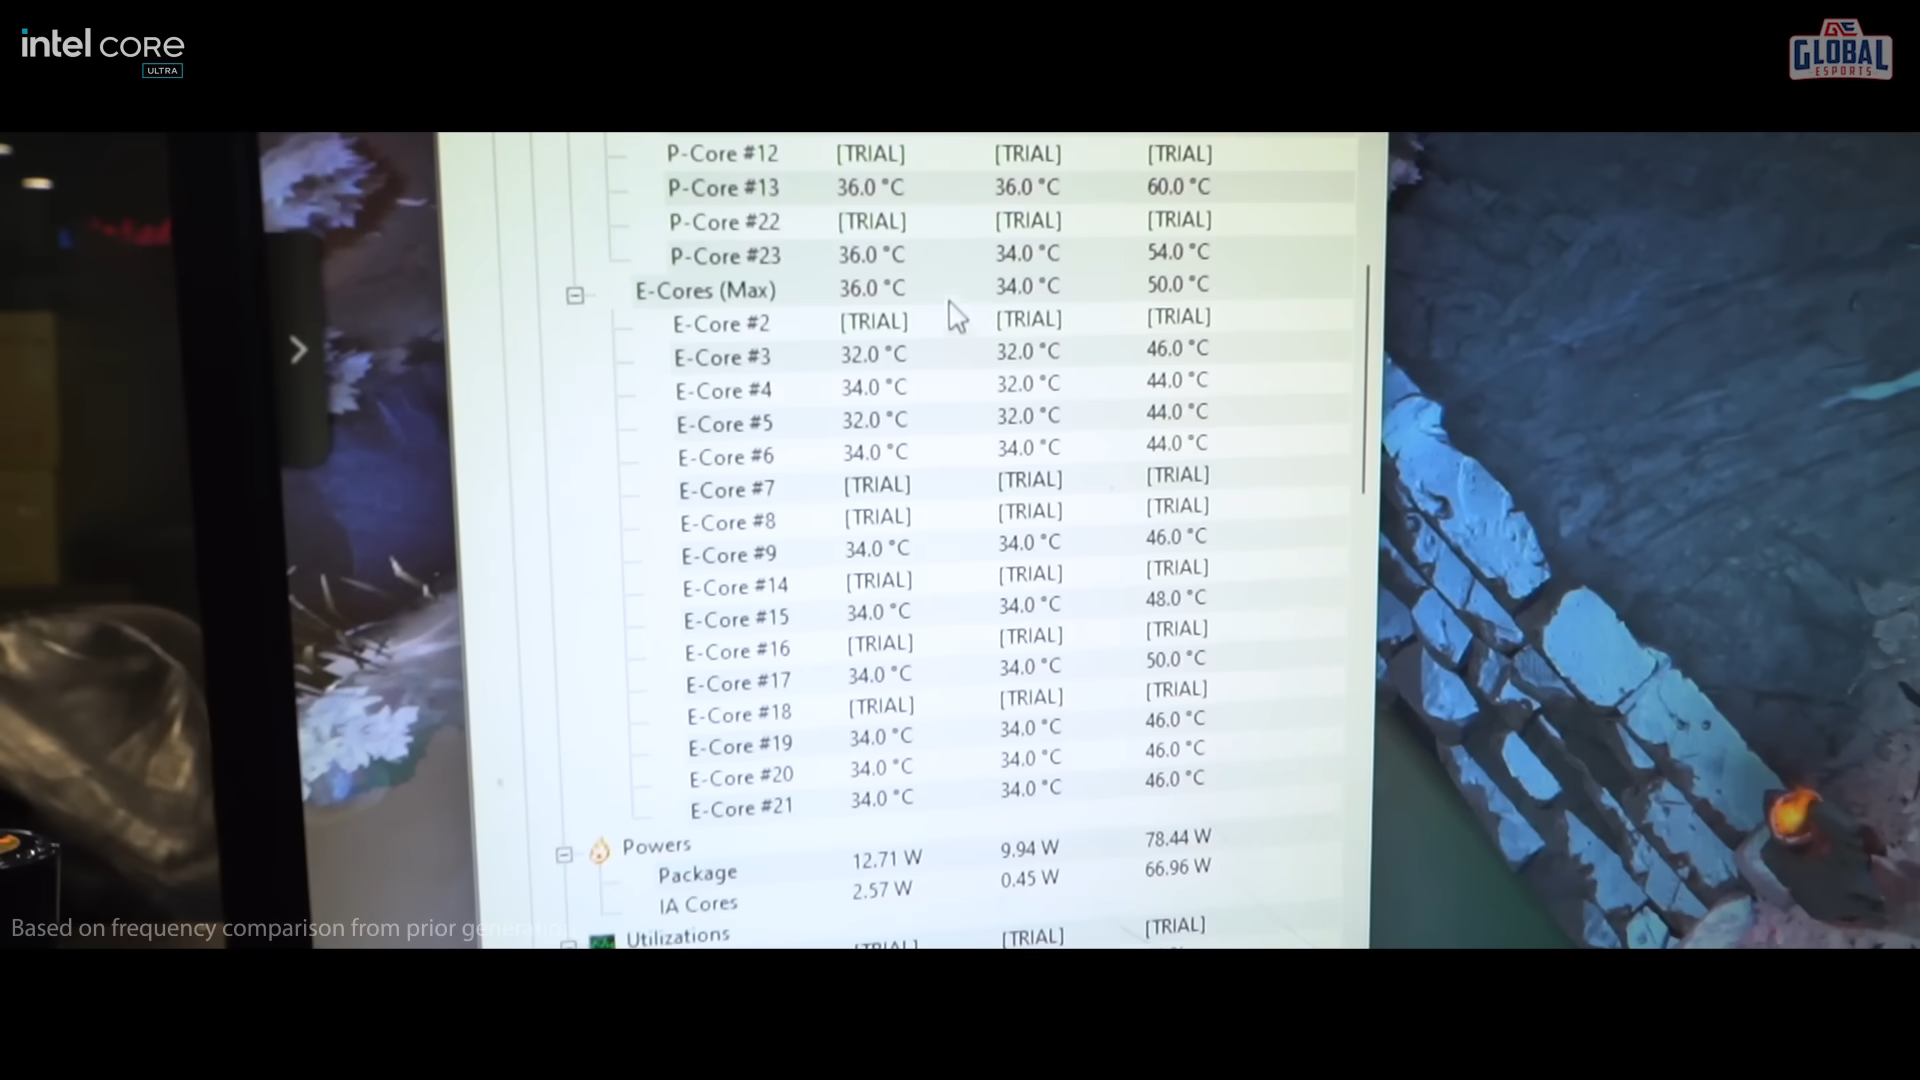 intel CORE
ULTRA
GE
GLOBAL
ESPORTS
P-Core #12 [TRIAL] [TRIAL] [TRIAL]
P-Core #13 36.0 °C 36.0 °C 60.0 °C
P-Core #22 [TRIAL] [TRIAL] [TRIAL]
P-Core #23 36.0 °C 34.0 °C 54.0 °C
E-Cores (Max) 36.0 °C 34.0 °C 50.0 °C
E-Core #2 [TRIAL] [TRIAL] [TRIAL]
E-Core #3 32.0 °C 32.0 °C 46.0 °C
E-Core #4 34.0 °C 32.0 °C 44.0 °C
E-Core #5 32.0 °C 32.0 °C 44.0 °C
E-Core #6 34.0 °C 34.0 °C 44.0 °C
E-Core #7 [TRIAL] [TRIAL] [TRIAL]
E-Core #8 [TRIAL] [TRIAL] [TRIAL]
E-Core #9 34.0 °C 34.0 °C 46.0 °C
E-Core #14 [TRIAL] [TRIAL] [TRIAL]
E-Core #15 34.0 °C 34.0 °C 48.0 °C
E-Core #16 [TRIAL] [TRIAL] [TRIAL]
E-Core #17 34.0 °C 34.0 °C 50.0 °C
E-Core #18 [TRIAL] [TRIAL] [TRIAL]
E-Core #19 34.0 °C 34.0 °C 46.0 °C
E-Core #20 34.0 °C 34.0 °C 46.0 °C
E-Core #21 34.0 °C 34.0 °C 46.0 °C
Powers
Package 12.71 W 9.94 W 78.44 W
IA Cores 2.57 W 0.45 W 66.96 W
Utilizations [TRIAL] [TRIAL] [TRIAL]
Based on frequency comparison from prior generation